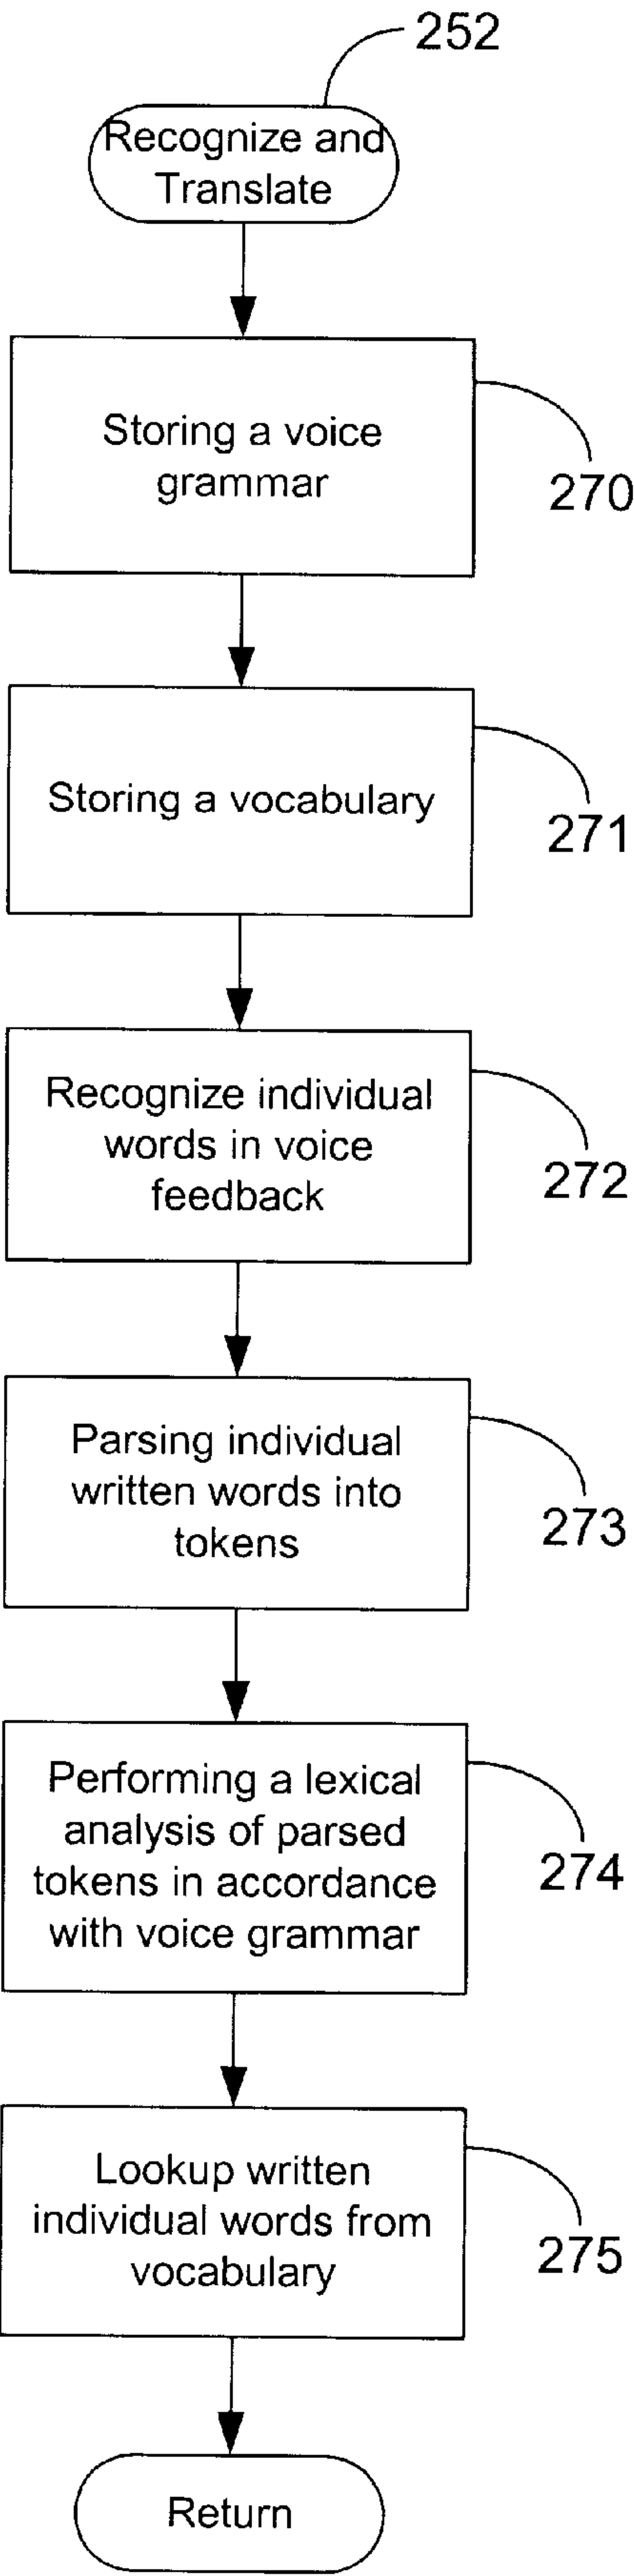 252
Recognize and
Translate
Storing a voice
grammar
270
Storing a vocabulary
271
Recognize individual
words in voice
feedback
272
Parsing individual
written words into
tokens
273
Performing a lexical
analysis of parsed
tokens in accordance
with voice grammar
274
Lookup written
individual words from
vocabulary
275
Return